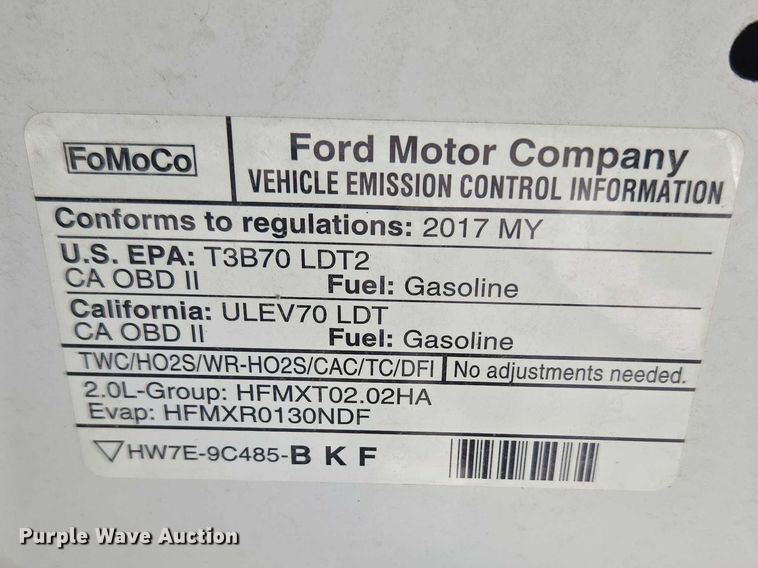 FoMoCo
Ford Motor Company
VEHICLE EMISSION CONTROL INFORMATION
Conforms to regulations: 2017 MY
U.S. EPA: T3B70 LDT2
CA OBD II Fuel: Gasoline
California: ULEV70 LDT
CA OBD II Fuel: Gasoline
TWC/HO2S/WR-HO2S/CAC/TC/DFI No adjustments needed.
2.0L-Group: HFMXT02.02HA
Evap: HFMXR0130NDF
HW7E-9C485-B K F
Purple Wave Auction